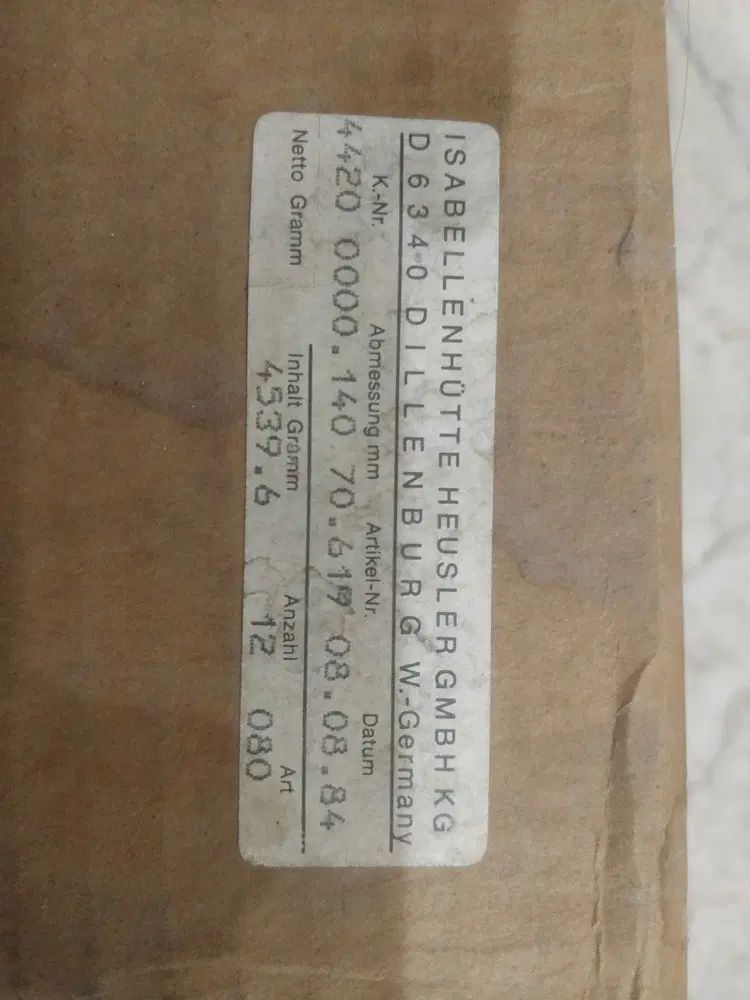 ISABELLENHÜTTE HEUSLER GMBH KG
D 6340 DILLENBURG W.-Germany
K.-Nr. Abmessung mm Artikel-Nr. Datum
4420 0000.140 70.619 08.08.84
Netto Gramm Inhalt Gramm Anzahl Art
4539.6 12 080